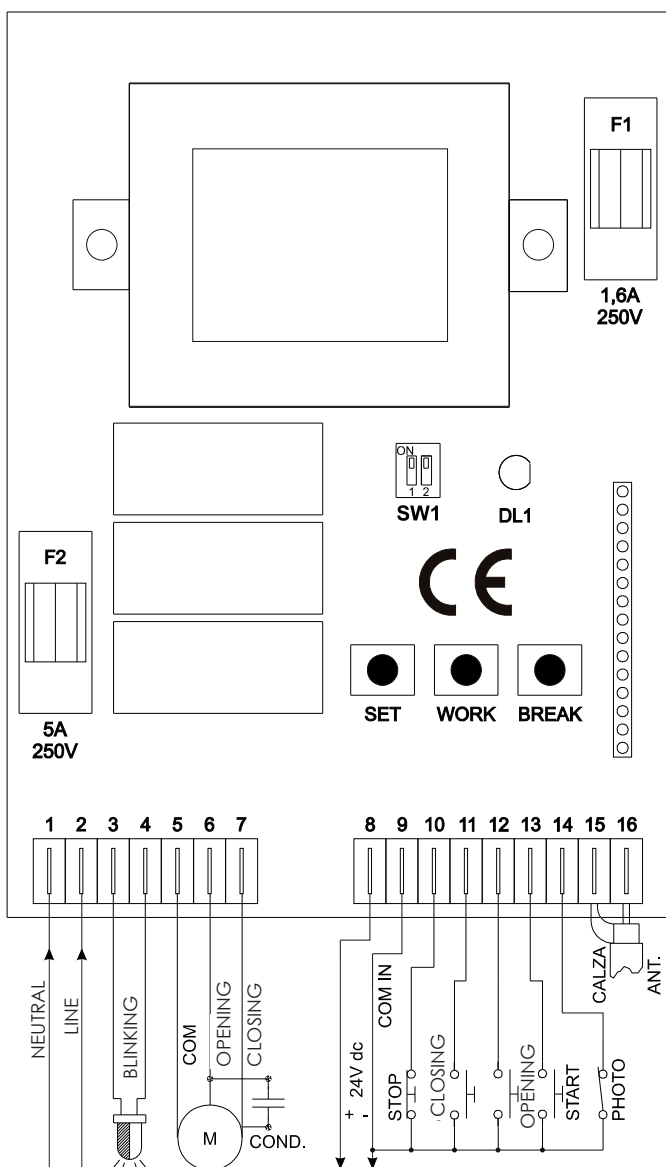 F1
1,6A
250V
ON
1 2
SW1
DL1
F2
CE
5A
250V
SET WORK BREAK
1 2 3 4 5 6 7
8 9 10 11 12 13 14 15 16
NEUTRAL
LINE
BLINKING
COM
OPENING
CLOSING
M
COND.
+ 24V dc -
COM IN
STOP
CLOSING
OPENING
START
PHOTO
CALZA
ANT.